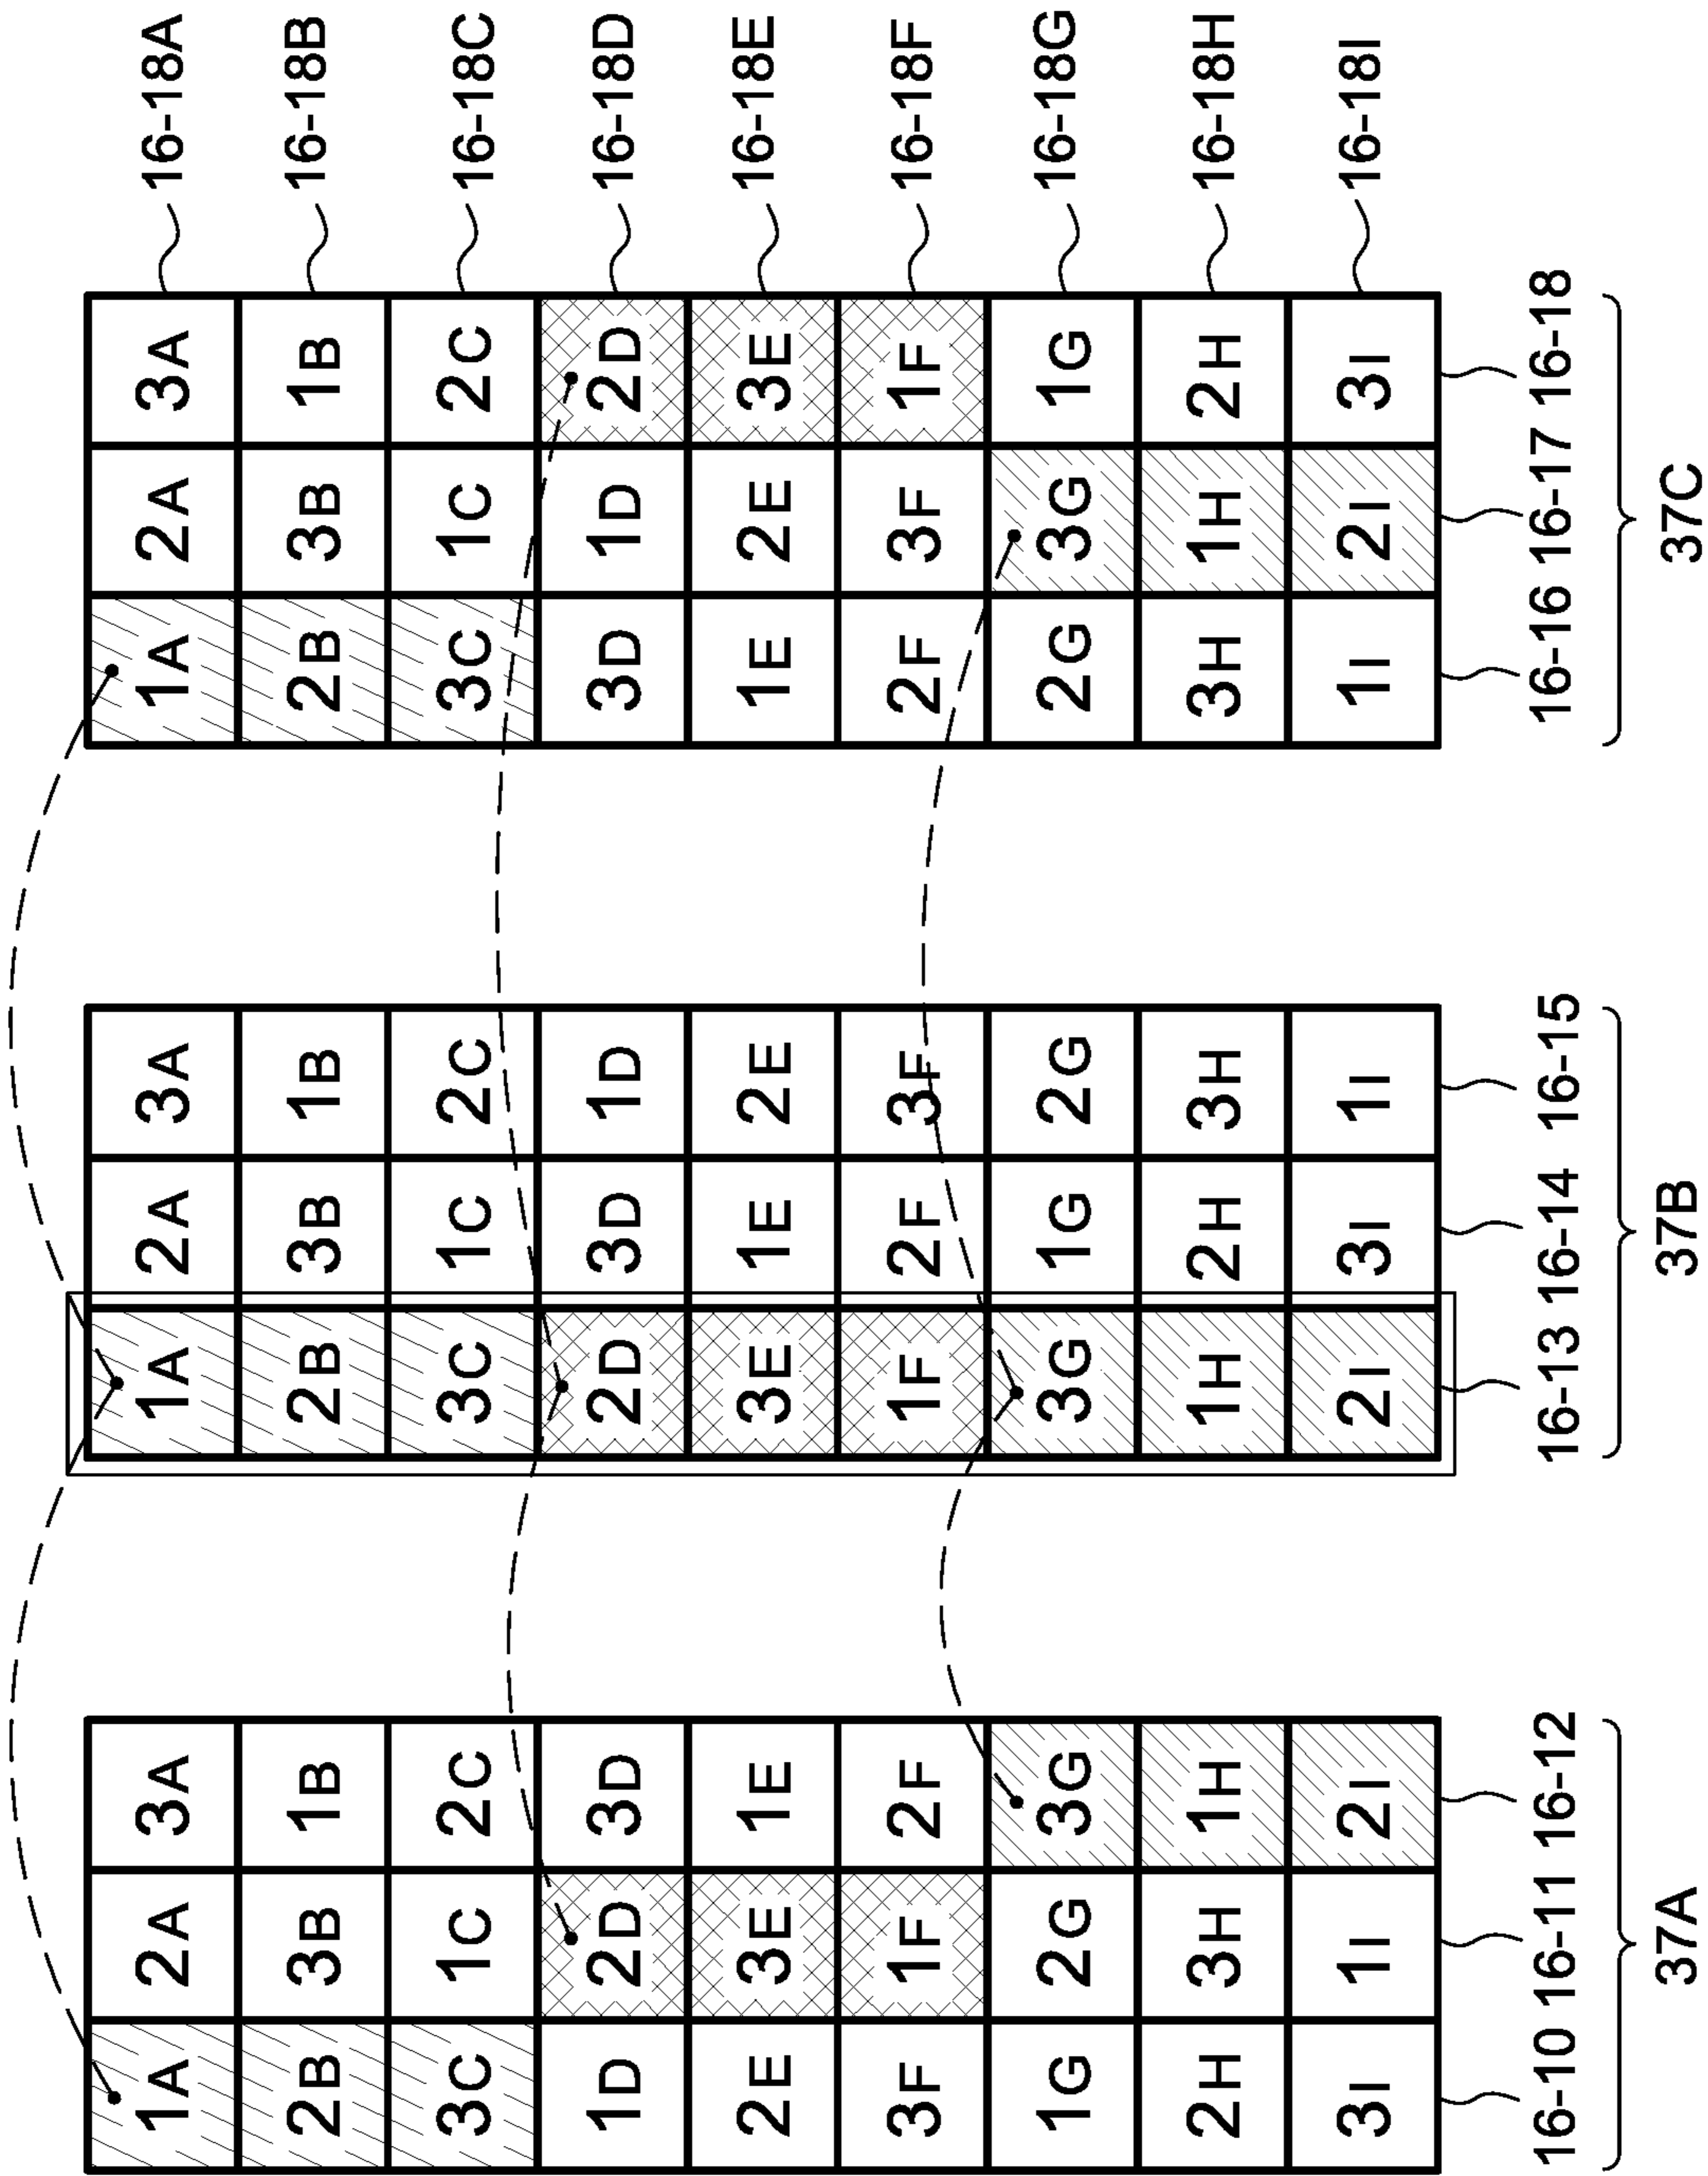 1A 2A 3A 1A 2A 3A 1A 2A 3A 16-18A
2B 3B 1B 2B 3B 1B 2B 3B 1B 16-18B
3C 1C 2C 3C 1C 2C 3C 1C 2C 16-18C
1D 2D 3D 2D 3D 1D 3D 1D 2D 16-18D
2E 3E 1E 3E 1E 2E 1E 2E 3E 16-18E
3F 1F 2F 1F 2F 3F 2F 3F 1F 16-18F
1G 2G 3G 3G 1G 2G 2G 3G 1G 16-18G
2H 3H 1H 1H 2H 3H 3H 1H 2H 16-18H
3I 1I 2I 2I 3I 1I 1I 2I 3I 16-18I
16-10 16-11 16-12 16-13 16-14 16-15 16-16 16-17 16-18
37A 37B 37C